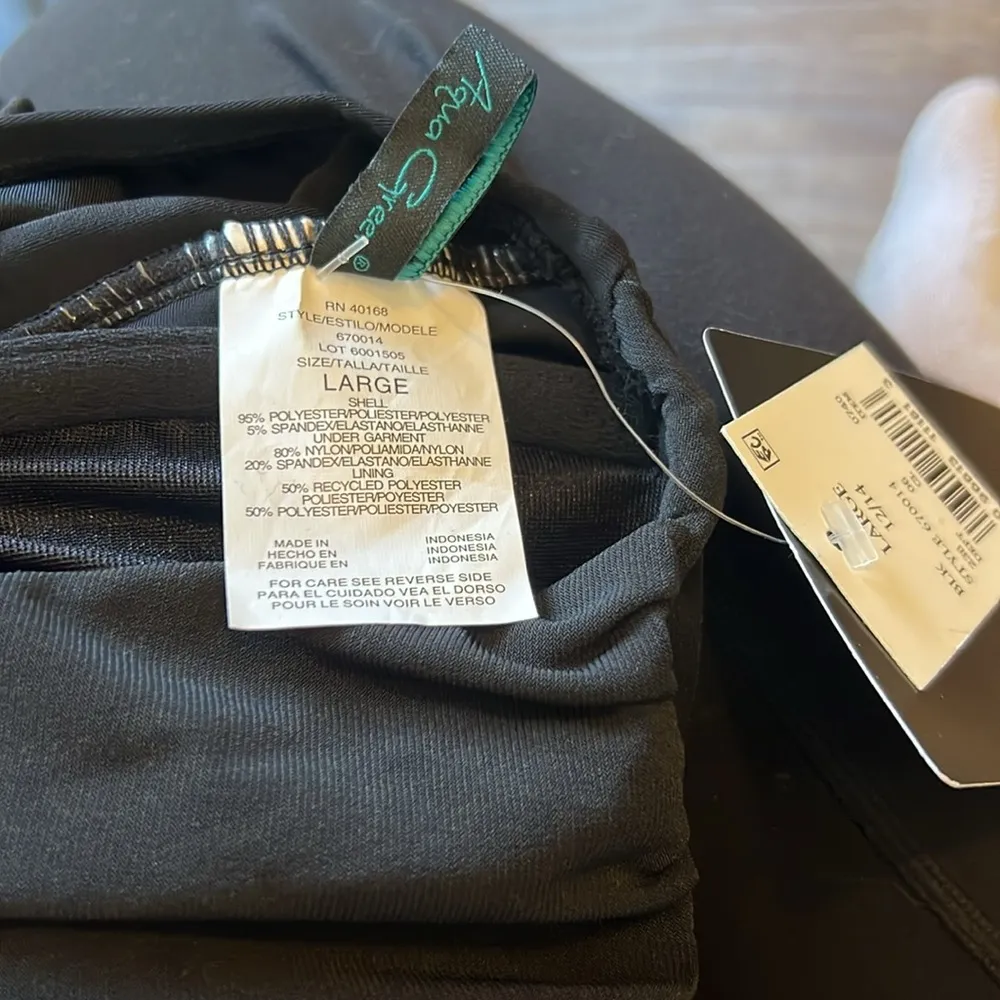 Aqua Green
®
RN 40168
STYLE/ESTILO/MODELE
670014
LOT 6001505
SIZE/TALLA/TAILLE
LARGE
SHELL
95% POLYESTER/POLIESTER/POLYESTER
5% SPANDEX/ELASTANO/ELASTHANNE
UNDER GARMENT
80% NYLON/POLIAMIDA/NYLON
20% SPANDEX/ELASTANO/ELASTHANNE
LINING
50% RECYCLED POLYESTER
POLIESTER/POYESTER
50% POLYESTER/POLIESTER/POYESTER
MADE IN INDONESIA
HECHO EN INDONESIA
FABRIQUE EN INDONESIA
FOR CARE SEE REVERSE SIDE
PARA EL CUIDADO VEA EL DORSO
POUR LE SOIN VOIR LE VERSO
BLK
STYLE 670014
LARGE
12/14